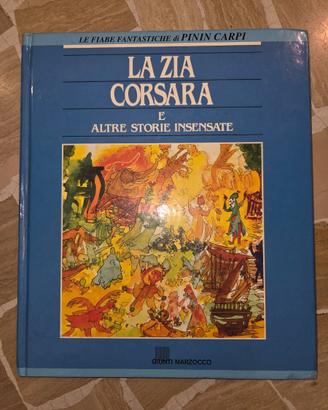 LE FIABE FANTASTICHE di PININ CARPI
LA ZIA
CORSARA
E
ALTRE STORIE INSENSATE
GIUNTI MARZOCCO